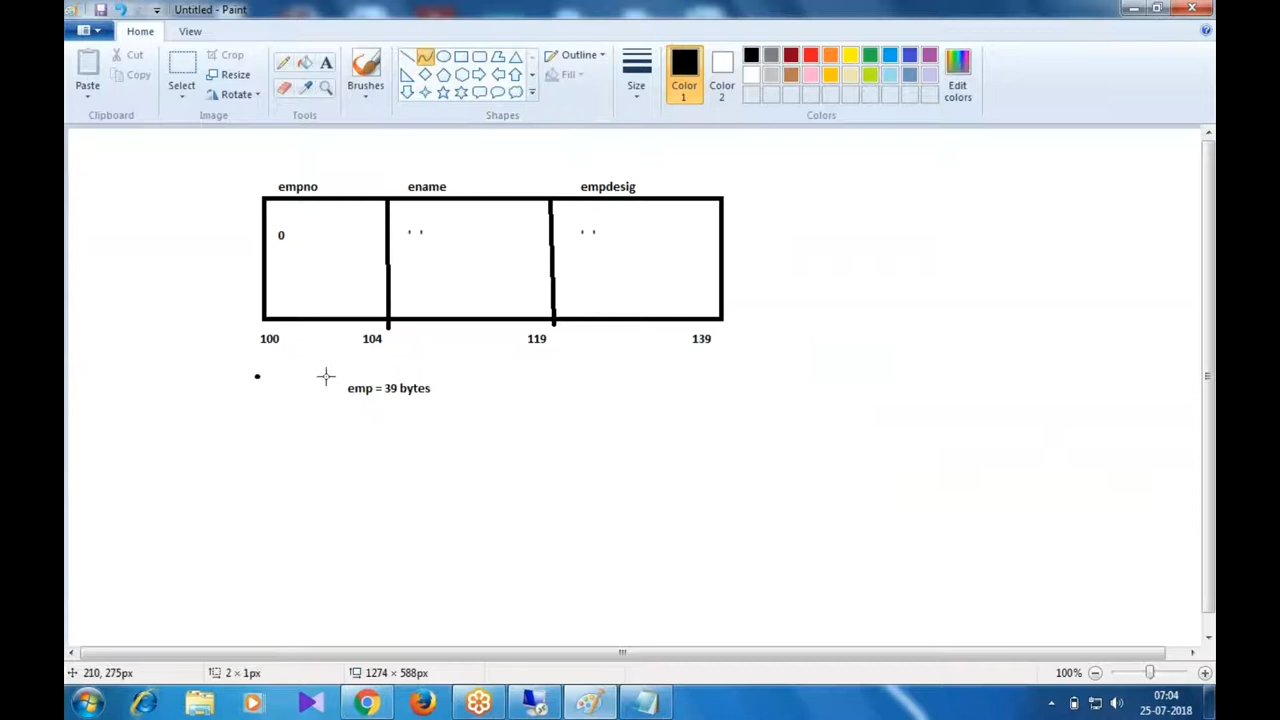 Untitled - Paint
Home View
Paste
Cut
Copy
Clipboard
Select
Crop
Resize
Rotate
Image
A
Tools
Brushes
Outline
Fill
Shapes
Size
Color 1
Color 2
Edit colors
Colors
empno ename empdesig
0 ' ' ' '
100 104 119 139
emp = 39 bytes
210, 275px 2 × 1px 1274 × 588px 100%
07:04
25-07-2018